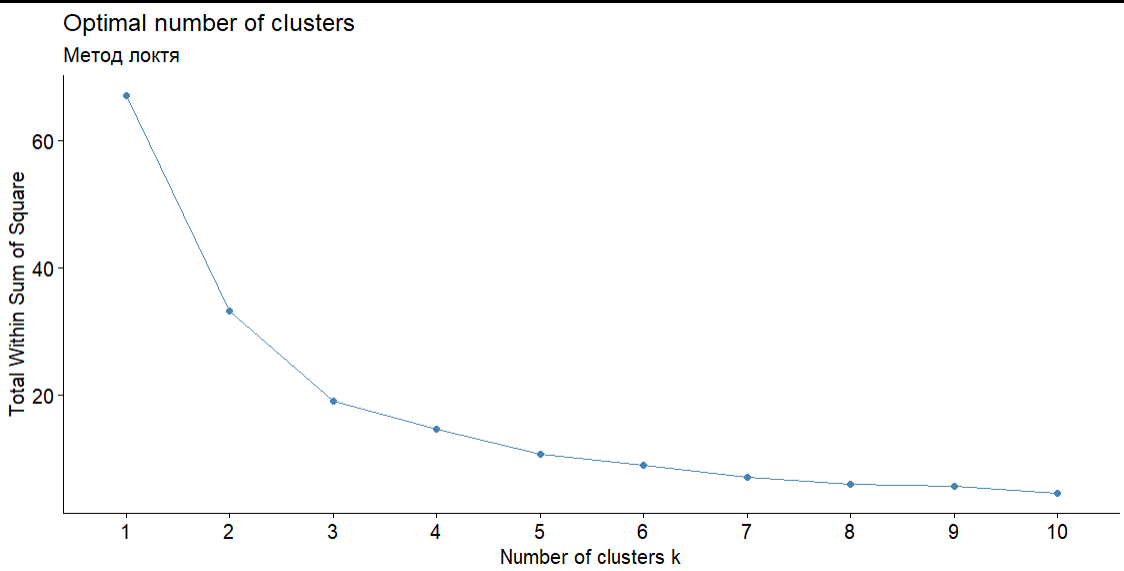 Optimal number of clusters
Метод локтя
Total Within Sum of Square
60
40
20
1 2 3 4 5 6 7 8 9 10
Number of clusters k